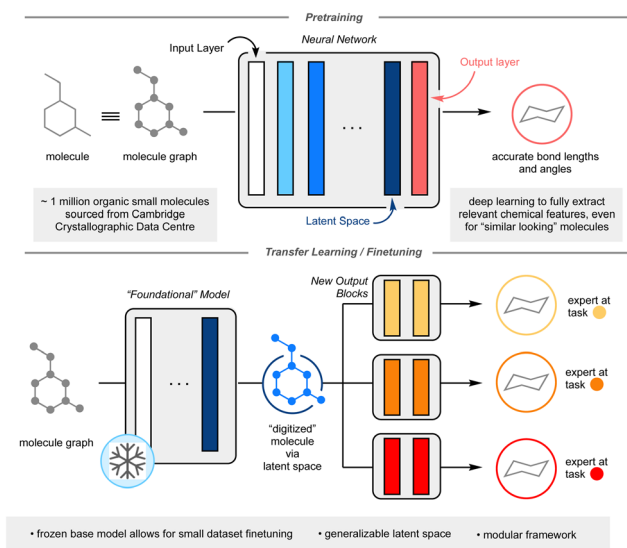 Pretraining
Neural Network
Input Layer
Output layer
molecule
molecule graph
accurate bond lengths
and angles
~ 1 million organic small molecules
sourced from Cambridge
Crystallographic Data Centre
Latent Space
deep learning to fully extract
relevant chemical features, even
for “similar looking” molecules
Transfer Learning / Finetuning
“Foundational” Model
New Output
Blocks
expert at
task
molecule graph
“digitized”
molecule
via
latent space
expert at
task
expert at
task
• frozen base model allows for small dataset finetuning • generalizable latent space • modular framework